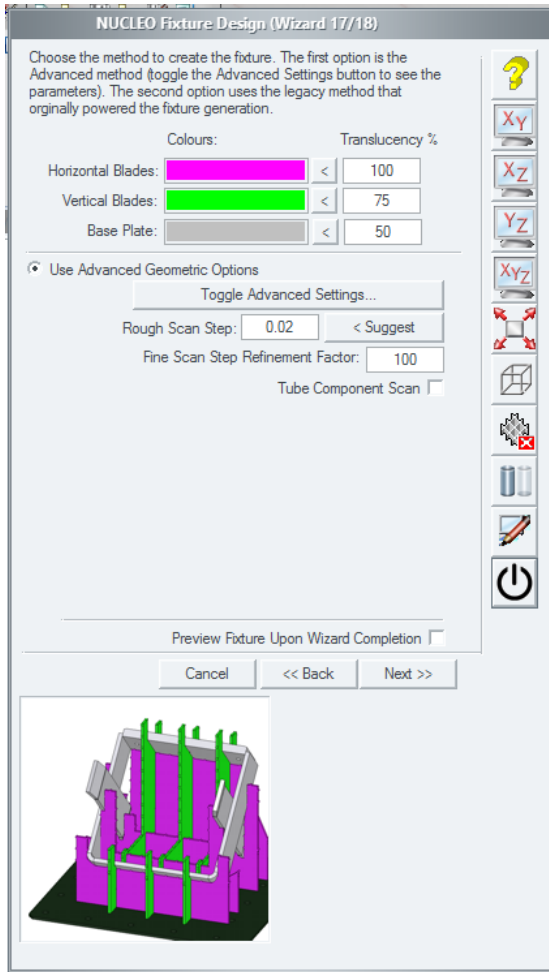 NUCLEO Fixture Design (Wizard 17/18)
Choose the method to create the fixture. The first option is the
Advanced method (toggle the Advanced Settings button to see the
parameters). The second option uses the legacy method that
orginally powered the fixture generation.
Colours: Translucency %
Horizontal Blades: < 100
Vertical Blades: < 75
Base Plate: < 50
Use Advanced Geometric Options
Toggle Advanced Settings...
Rough Scan Step: 0.02 < Suggest
Fine Scan Step Refinement Factor: 100
Tube Component Scan
Preview Fixture Upon Wizard Completion
Cancel << Back Next >>
?
XY
XZ
YZ
XYZ